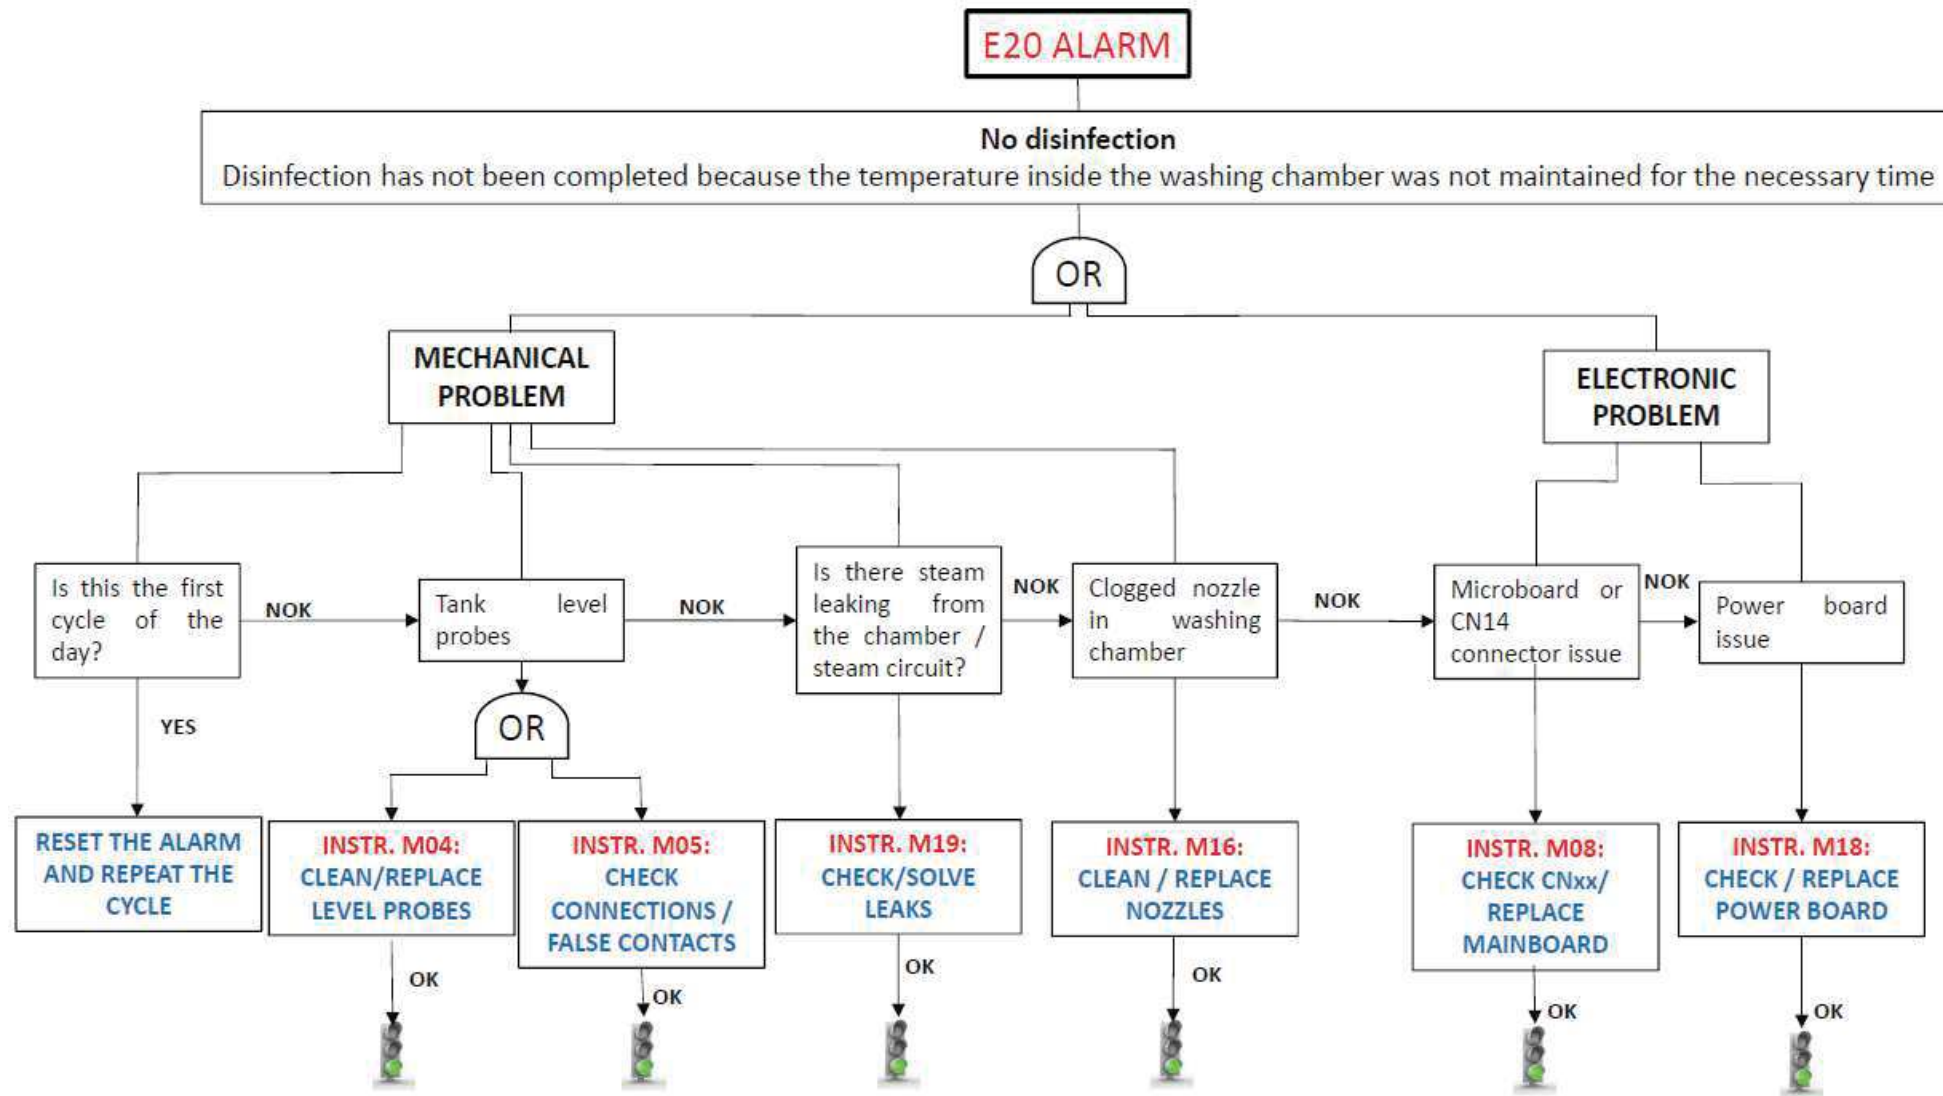 E20 ALARM
No disinfection
Disinfection has not been completed because the temperature inside the washing chamber was not maintained for the necessary time
OR
MECHANICAL
PROBLEM
ELECTRONIC
PROBLEM
Is this the first
cycle of the
day?
NOK
Tank level
probes
NOK
Is there steam
leaking from
the chamber /
steam circuit?
NOK
Clogged nozzle
in washing
chamber
NOK
Microboard or
CN14
connector issue
NOK
Power board
issue
YES
OR
RESET THE ALARM
AND REPEAT THE
CYCLE
INSTR. M04:
CLEAN/REPLACE
LEVEL PROBES
INSTR. M05:
CHECK
CONNECTIONS /
FALSE CONTACTS
INSTR. M19:
CHECK/SOLVE
LEAKS
INSTR. M16:
CLEAN / REPLACE
NOZZLES
INSTR. M08:
CHECK CNxx/
REPLACE
MAINBOARD
INSTR. M18:
CHECK / REPLACE
POWER BOARD
OK
OK
OK
OK
OK
OK